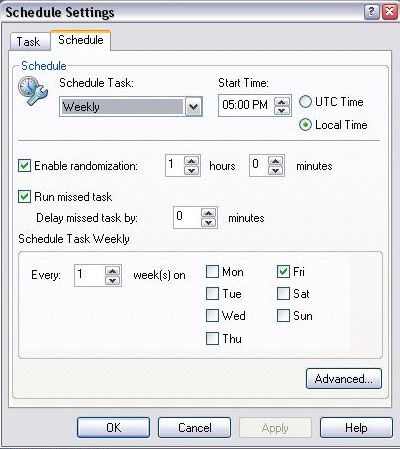 Schedule Settings
Task Schedule
Schedule
Schedule Task: Start Time:
Weekly 05:00 PM UTC Time
Local Time
Enable randomization: 1 hours 0 minutes
Run missed task
Delay missed task by: 0 minutes
Schedule Task Weekly
Every: 1 week(s) on Mon Fri
Tue Sat
Wed Sun
Thu
Advanced...
OK Cancel Apply Help